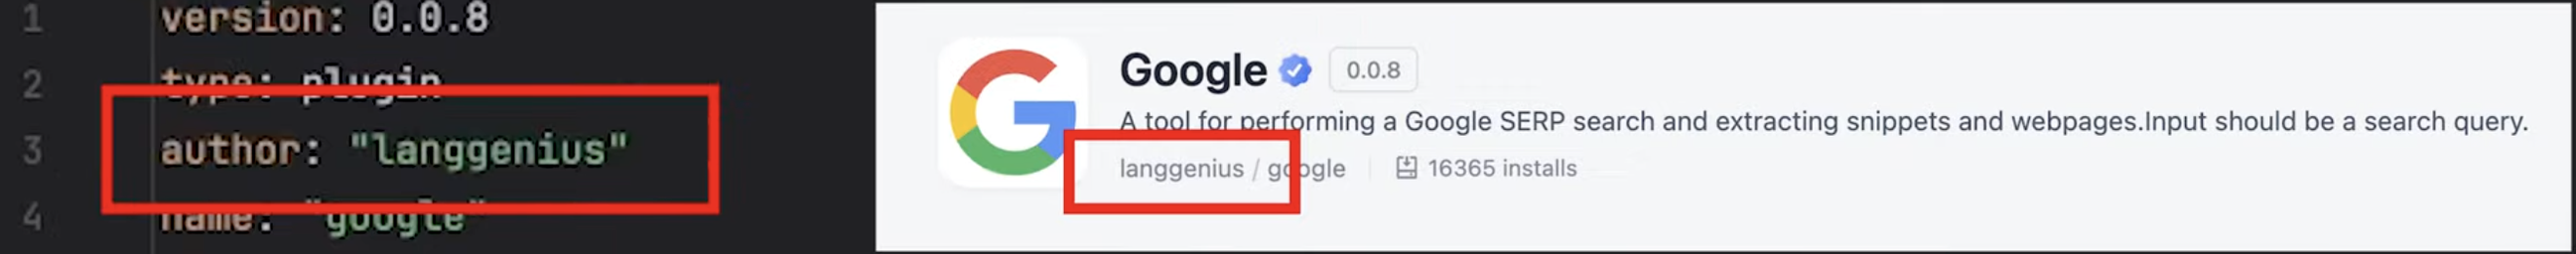 1 version: 0.0.8
2 type: plugin
3 author: "langgenius"
4 name: "google"
Google 0.0.8
A tool for performing a Google SERP search and extracting snippets and webpages.Input should be a search query.
langgenius / google 16365 installs